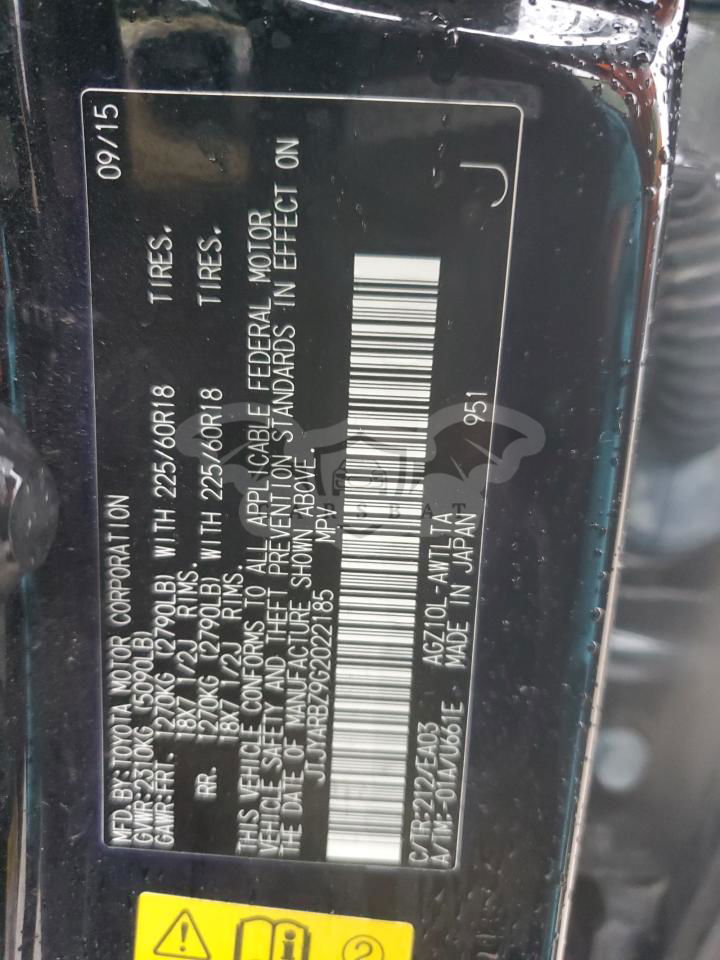 MFD.BY:TOYOTA MOTOR CORPORATION 09/15
GVWR:2310KG (5090LB)
GAWR:FRT. 1270KG (2790LB) WITH 225/60R18 TIRES.
18X7 1/2J RIMS.
RR. 1270KG (2790LB) WITH 225/60R18 TIRES.
18X7 1/2J RIMS.
THIS VEHICLE CONFORMS TO ALL APPLICABLE FEDERAL MOTOR
VEHICLE SAFETY AND THEFT PREVENTION STANDARDS IN EFFECT ON
THE DATE OF MANUFACTURE SHOWN ABOVE.
JTJYARBZ9G2022185 MPV
C/TR:212/EA03 AGZ10L-AWTLTA
A/TM:-01A/U661E MADE IN JAPAN 951
J